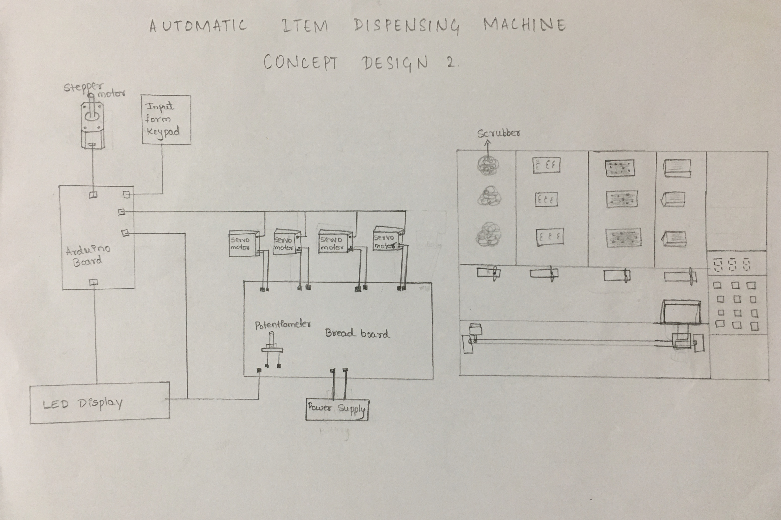 AUTOMATIC ITEM DISPENSING MACHINE
CONCEPT DESIGN 2.
Stepper
motor
Input
form
Keypad
Scrubber
Arduino
Board
Servo
motor
Servo
motor
Servo
motor
Servo
motor
Potentiometer
Bread board
LED Display
Power Supply